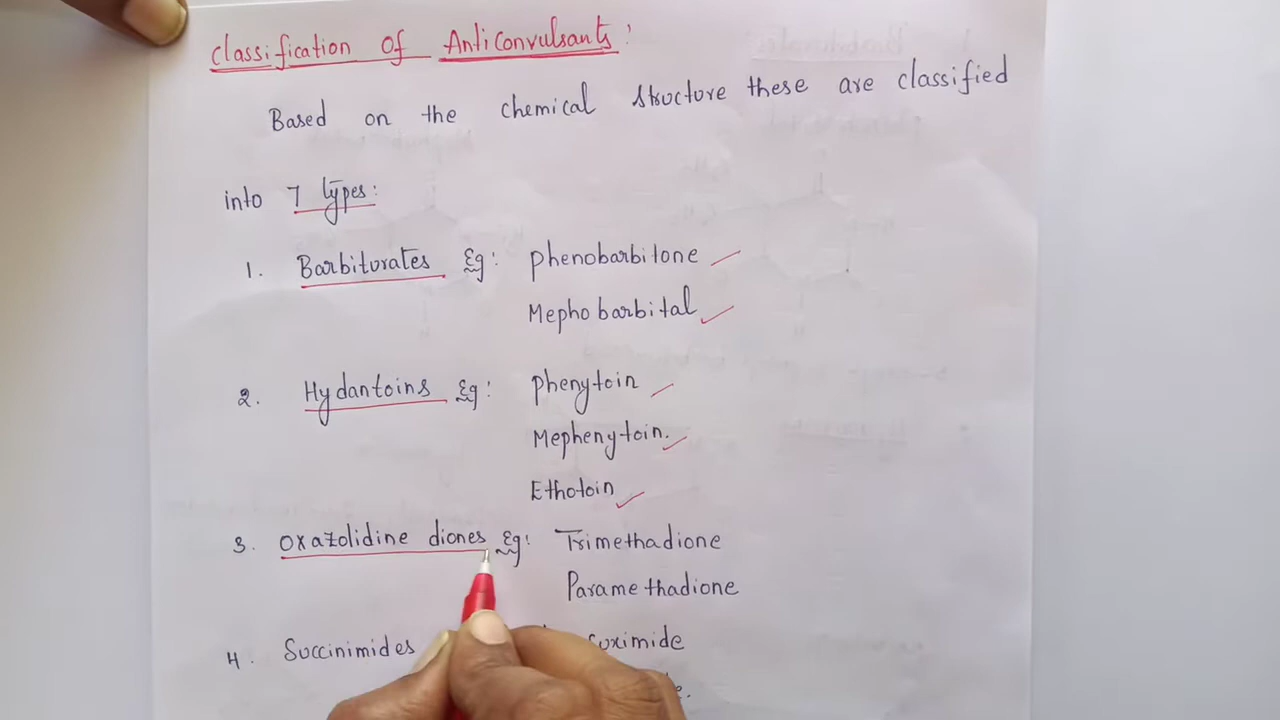 classification of Anticonvulsants:
Based on the chemical structure these are classified
into 7 types:
1. Barbiturates Eg: phenobarbitone
Mephobarbital
2. Hydantoins Eg: phenytoin
Mephenytoin.
Ethotoin
3. Oxazolidine diones Eg: Trimethadione
Paramethadione
4. Succinimides